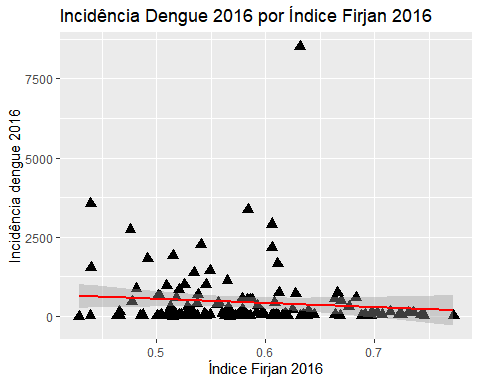 Incidência Dengue 2016 por Índice Firjan 2016
Incidência dengue 2016
7500
5000
2500
0
0.5 0.6 0.7
Índice Firjan 2016